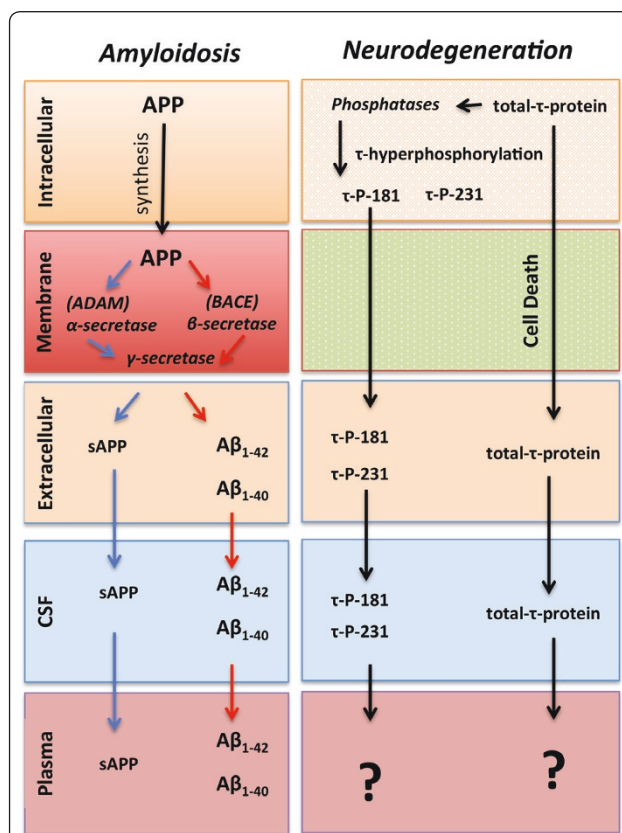 Amyloidosis
Neurodegeneration
Intracellular
APP
synthesis
Phosphatases
total-τ-protein
τ-hyperphosphorylation
τ-P-181
τ-P-231
Membrane
APP
(ADAM)
α-secretase
(BACE)
β-secretase
γ-secretase
Cell Death
Extracellular
sAPP
Aβ1-42
Aβ1-40
τ-P-181
τ-P-231
total-τ-protein
CSF
sAPP
Aβ1-42
Aβ1-40
τ-P-181
τ-P-231
total-τ-protein
Plasma
sAPP
Aβ1-42
Aβ1-40
?
?